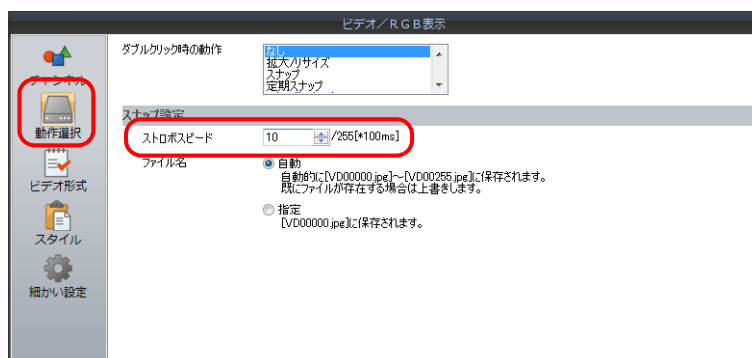 ビデオ／ＲＧＢ表示
チャンネル
動作選択
ビデオ形式
スタイル
細かい設定
ダブルクリック時の動作
なし
拡大/リサイズ
スナップ
定期スナップ
スナップ設定
ストロボスピード
10
/255[*100ms]
ファイル名
自動
自動的に[VD00000.jpg]～[VD00255.jpg]に保存されます。
既にファイルが存在する場合は上書きします。
指定
[VD00000.jpg]に保存されます。